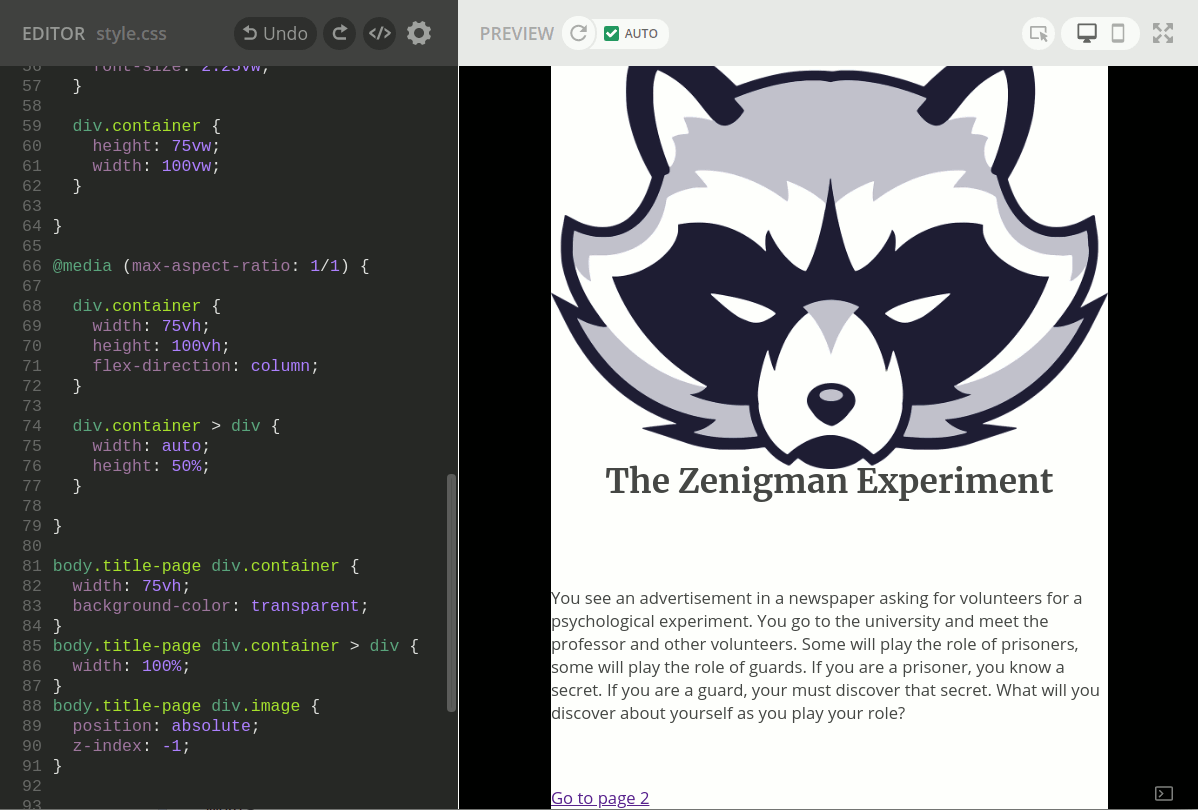 EDITOR style.css Undo </> PREVIEW AUTO
56 font-size: 2.25vw;
57 }
58
59 div.container {
60 height: 75vw;
61 width: 100vw;
62 }
63
64 }
65
66 @media (max-aspect-ratio: 1/1) {
67
68 div.container {
69 width: 75vh;
70 height: 100vh;
71 flex-direction: column;
72 }
73
74 div.container > div {
75 width: auto;
76 height: 50%;
77 }
78
79 }
80
81 body.title-page div.container {
82 width: 75vh;
83 background-color: transparent;
84 }
85 body.title-page div.container > div {
86 width: 100%;
87 }
88 body.title-page div.image {
89 position: absolute;
90 z-index: -1;
91 }
92
93
The Zenigman Experiment
You see an advertisement in a newspaper asking for volunteers for a
psychological experiment. You go to the university and meet the
professor and other volunteers. Some will play the role of prisoners,
some will play the role of guards. If you are a prisoner, you know a
secret. If you are a guard, your must discover that secret. What will you
discover about yourself as you play your role?
Go to page 2